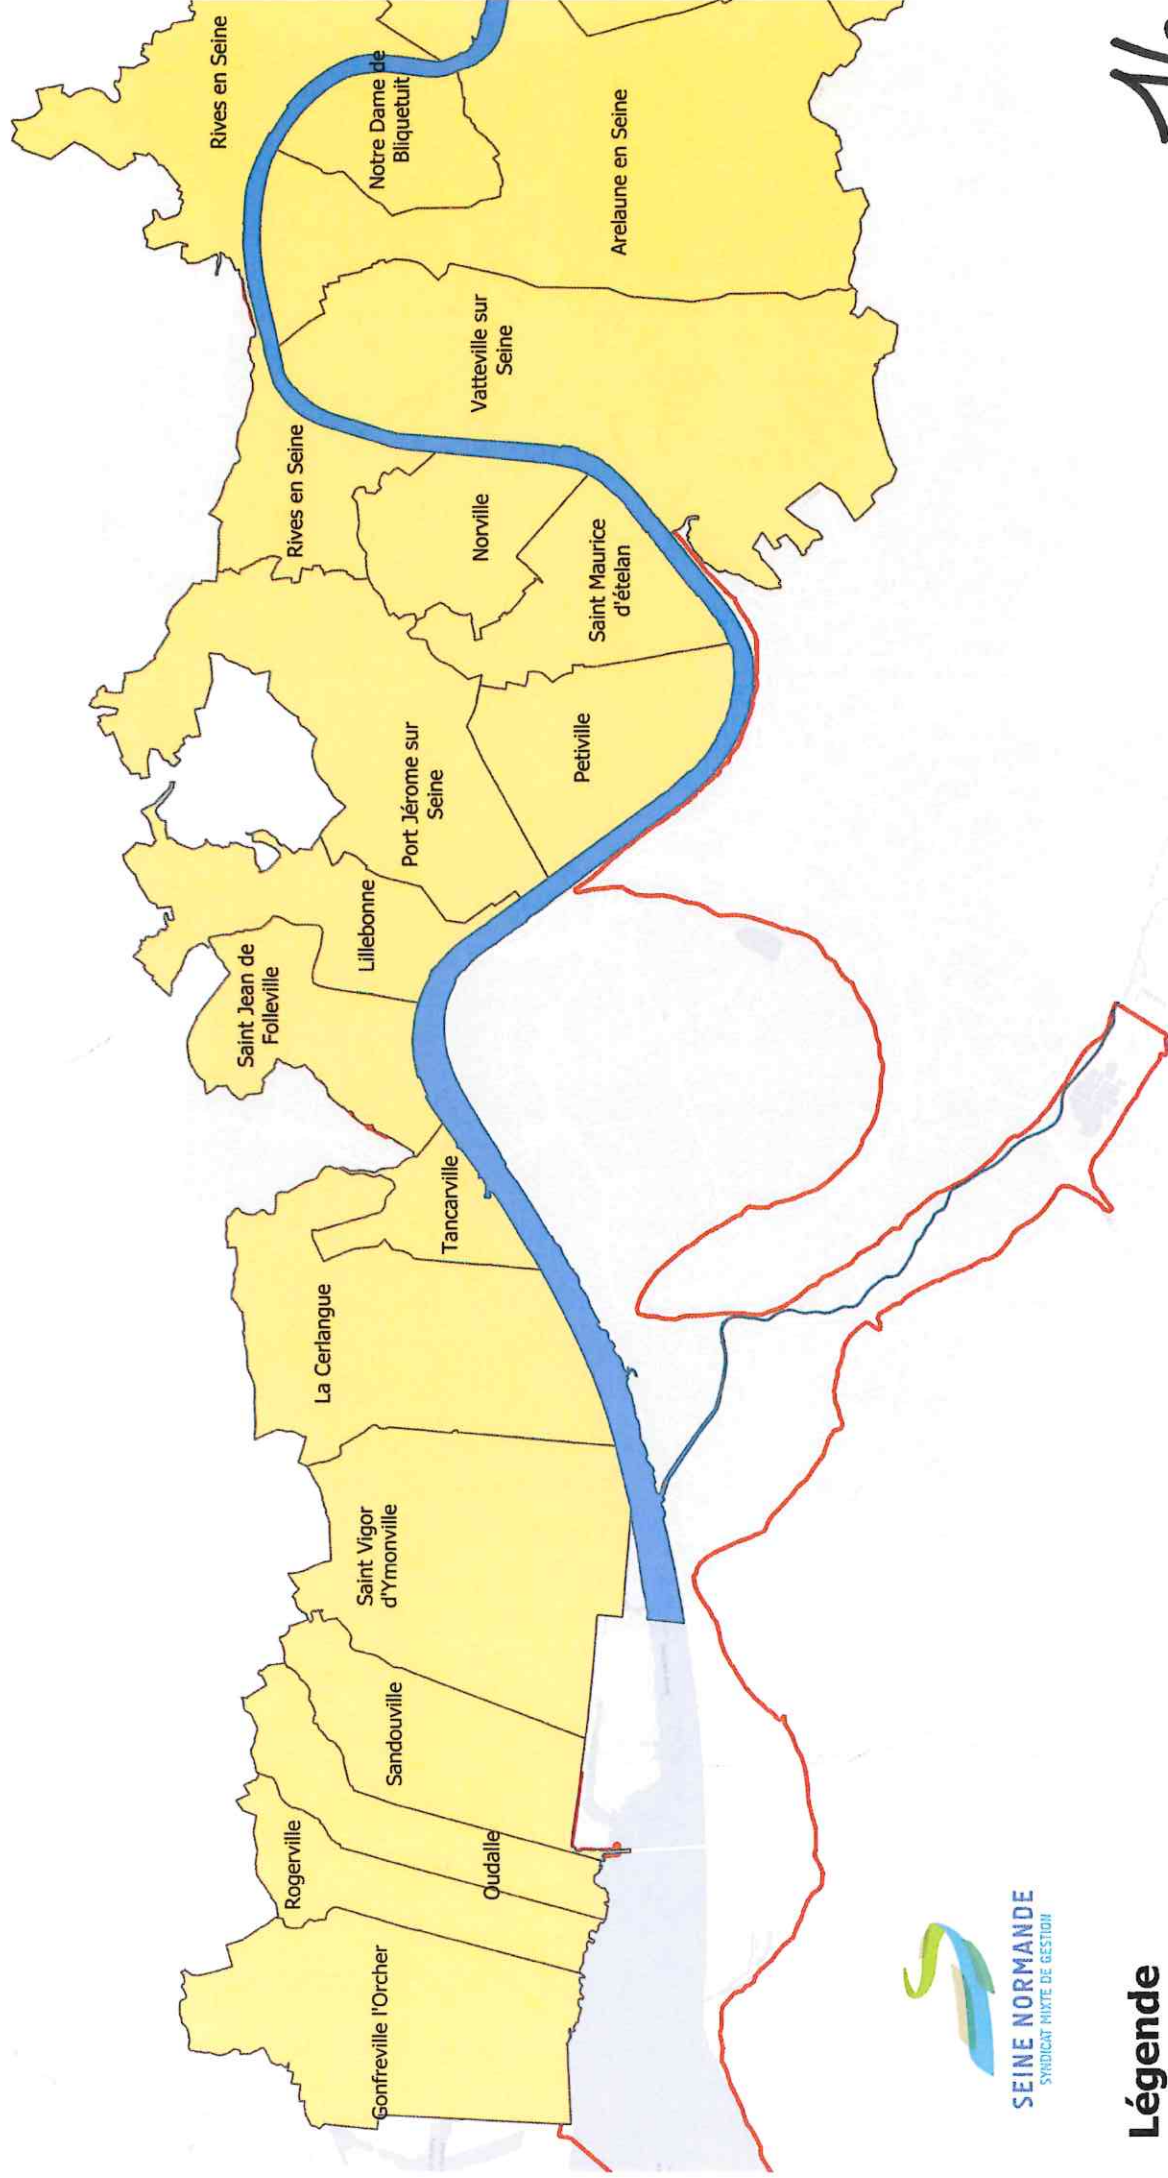 Rives en Seine
Notre Dame de
Bliquetuit
Arelaune en Seine
Vatteville sur
Seine
Rives en Seine
Norville
Saint Maurice
d'ételan
Petiville
Port Jérome sur
Seine
Lillebonne
Saint Jean de
Folleville
Tancarville
La Cerlangue
Saint Vigor
d'Ymonville
Sandouville
Oudalle
Rogerville
Gonfreville l'Orcher
SEINE NORMANDE
SYNDICAT MIXTE DE GESTION
Légende